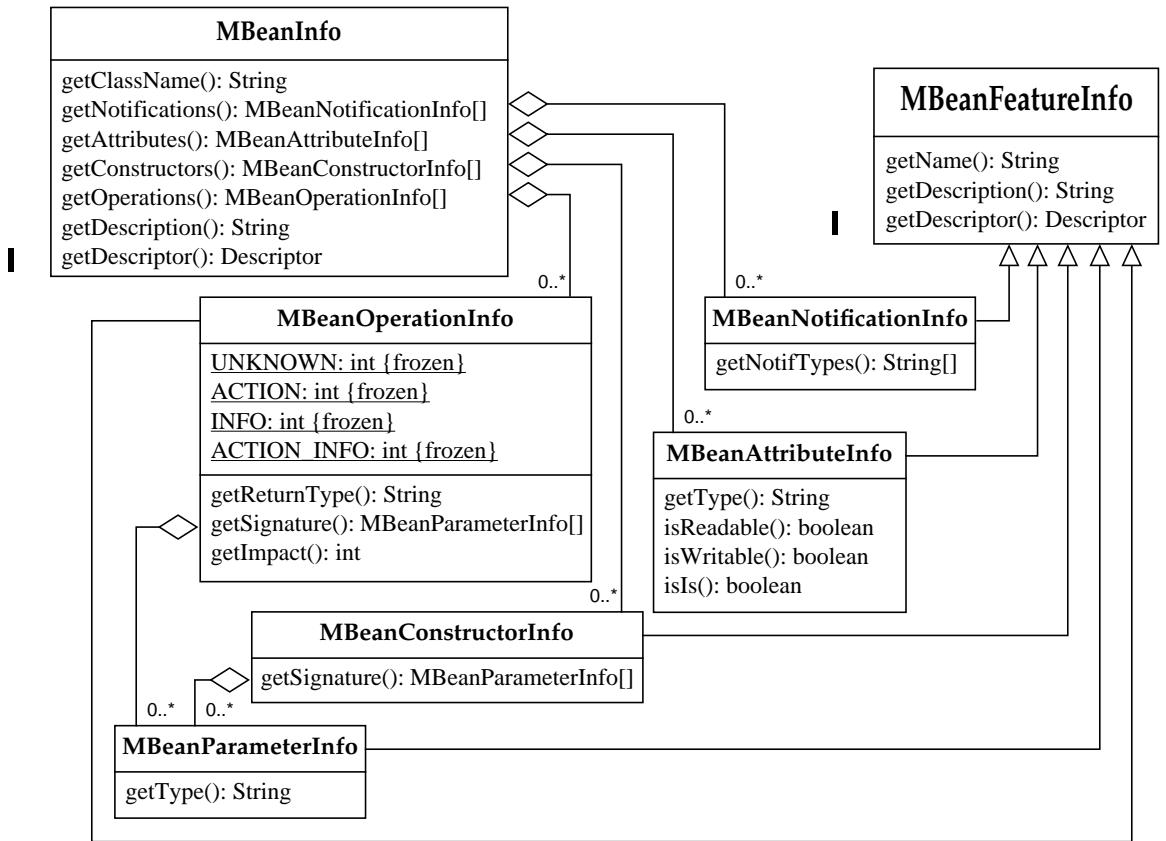 MBeanInfo
getClassName(): String
getNotifications(): MBeanNotificationInfo[]
getAttributes(): MBeanAttributeInfo[]
getConstructors(): MBeanConstructorInfo[]
getOperations(): MBeanOperationInfo[]
getDescription(): String
getDescriptor(): Descriptor
MBeanFeatureInfo
getName(): String
getDescription(): String
getDescriptor(): Descriptor
0..*
0..*
MBeanOperationInfo
UNKNOWN: int {frozen}
ACTION: int {frozen}
INFO: int {frozen}
ACTION_INFO: int {frozen}
getReturnType(): String
getSignature(): MBeanParameterInfo[]
getImpact(): int
MBeanNotificationInfo
getNotifTypes(): String[]
0..*
MBeanAttributeInfo
getType(): String
isReadable(): boolean
isWritable(): boolean
isIs(): boolean
0..*
MBeanConstructorInfo
getSignature(): MBeanParameterInfo[]
0..*
0..*
MBeanParameterInfo
getType(): String